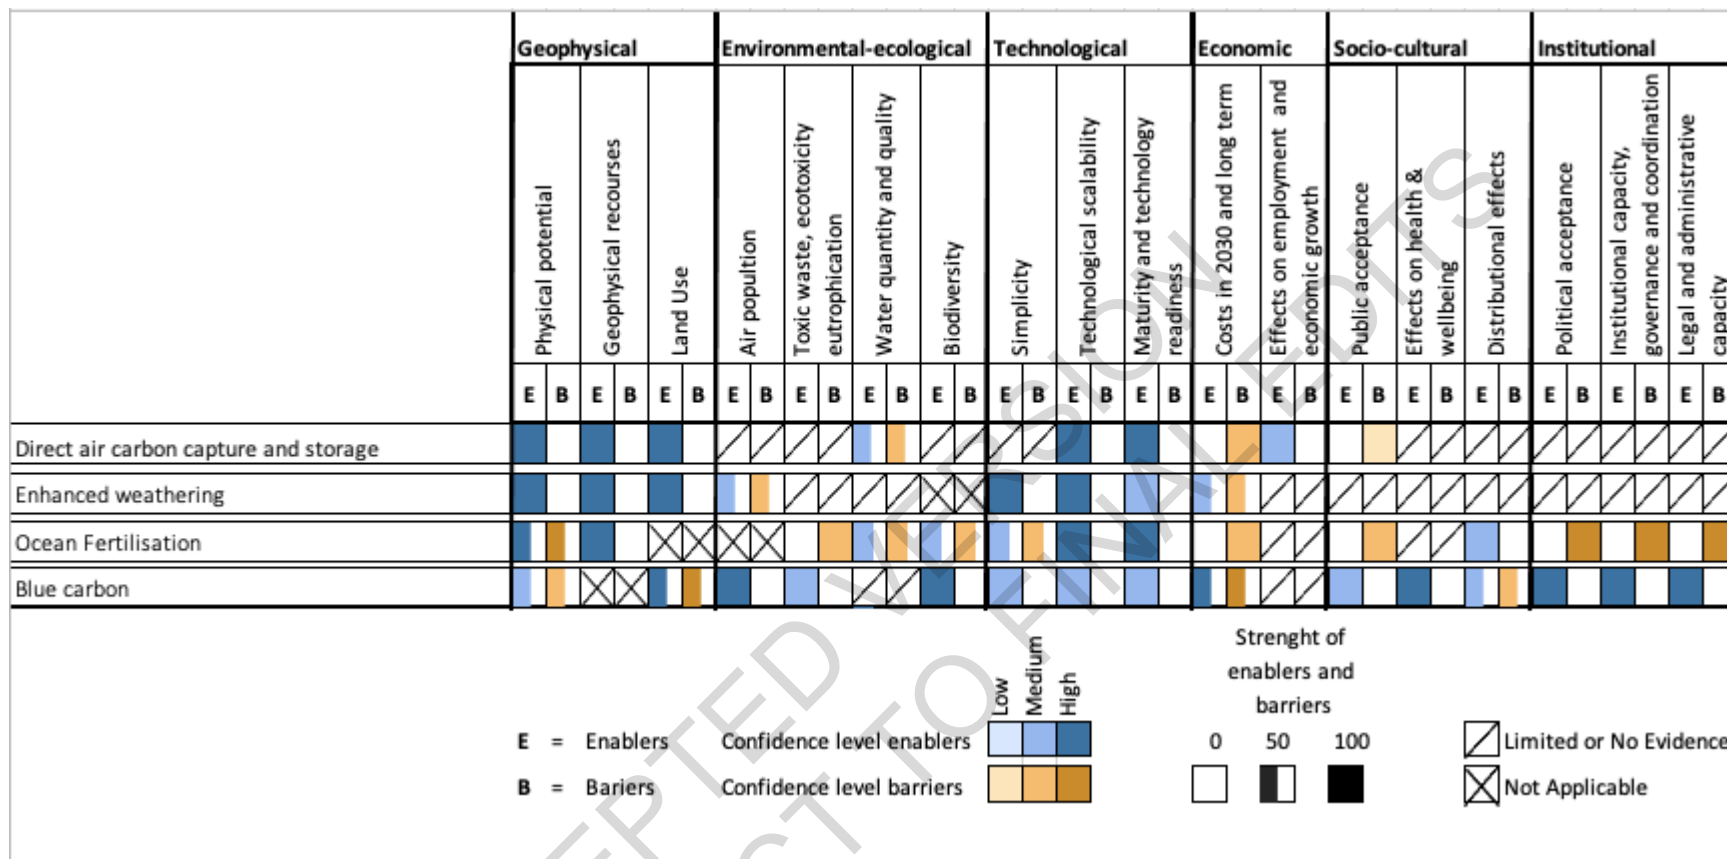 Geophysical
Environmental-ecological
Technological
Economic
Socio-cultural
Institutional
Physical potential
Geophysical recourses
Land Use
Air popultion
Toxic waste, ecotoxicity
eutrophication
Water quantity and quality
Biodiversity
Simplicity
Technological scalability
Maturity and technology
readiness
Costs in 2030 and long term
Effects on employment and
economic growth
Public acceptance
Effects on health &
wellbeing
Distributional effects
Political acceptance
Institutional capacity,
governance and coordination
Legal and administrative
capacity
E B E B E B E B E B E B E B E B E B E B E B E B E B E B E B E B E B E B
Direct air carbon capture and storage
Enhanced weathering
Ocean Fertilisation
Blue carbon
Low
Medium
High
Strenght of
enablers and
barriers
E = Enablers
Confidence level enablers
0 50 100
Limited or No Evidence
B = Bariers
Confidence level barriers
Not Applicable
EPTED VERSION
CT TO FINAL EDITS